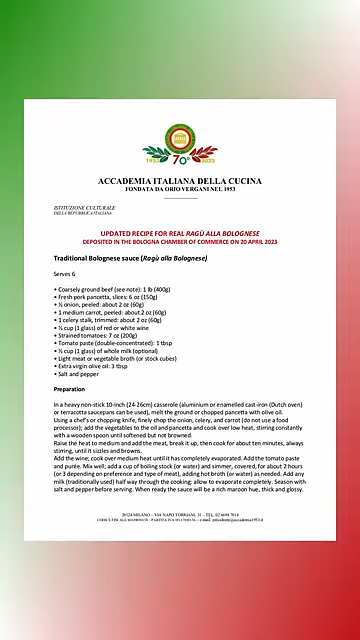 1953 70° 2023
ACCADEMIA ITALIANA DELLA CUCINA
FONDATA DA ORIO VERGANI NEL 1953
ISTITUZIONE CULTURALE
DELLA REPUBBLICA ITALIANA
UPDATED RECIPE FOR REAL RAGÙ ALLA BOLOGNESE
DEPOSITED IN THE BOLOGNA CHAMBER OF COMMERCE ON 20 APRIL 2023
Traditional Bolognese sauce (Ragù alla Bolognese)
Serves 6
• Coarsely ground beef (see note): 1 lb (400g)
• Fresh pork pancetta, slices: 6 oz (150g)
• ½ onion, peeled: about 2 oz (60g)
• 1 medium carrot, peeled: about 2 oz (60g)
• 1 celery stalk, trimmed: about 2 oz (60g)
• ½ cup (1 glass) of red or white wine
• Strained tomatoes: 7 oz (200g)
• Tomato paste (double-concentrated): 1 tbsp
• ½ cup (1 glass) of whole milk (optional)
• Light meat or vegetable broth (or stock cubes)
• Extra virgin olive oil: 3 tbsp
• Salt and pepper
Preparation
In a heavy non-stick 10-inch (24-26cm) casserole (aluminium or enamelled cast-iron (Dutch oven)
or terracotta saucepans can be used), melt the ground or chopped pancetta with olive oil.
Using a chef's or chopping knife, finely chop the onion, celery, and carrot (do not use a food
processor); add the vegetables to the oil and pancetta and cook over low heat, stirring constantly
with a wooden spoon until softened but not browned.
Raise the heat to medium and add the meat, break it up, then cook for about ten minutes, always
stirring, until it sizzles and browns.
Add the wine; cook over medium heat until it has completely evaporated. Add the tomato paste
and purée. Mix well; add a cup of boiling stock (or water) and simmer, covered, for about 2 hours
(or 3 depending on preference and type of meat), adding hot broth (or water) as needed. Add any
milk (traditionally used) half way through the cooking; allow to evaporate completely. Season with
salt and pepper before serving. When ready the sauce will be a rich maroon hue, thick and glossy.
20124 MILANO – VIA NAPO TORRIANI, 31 – TEL. 02 6698 7018